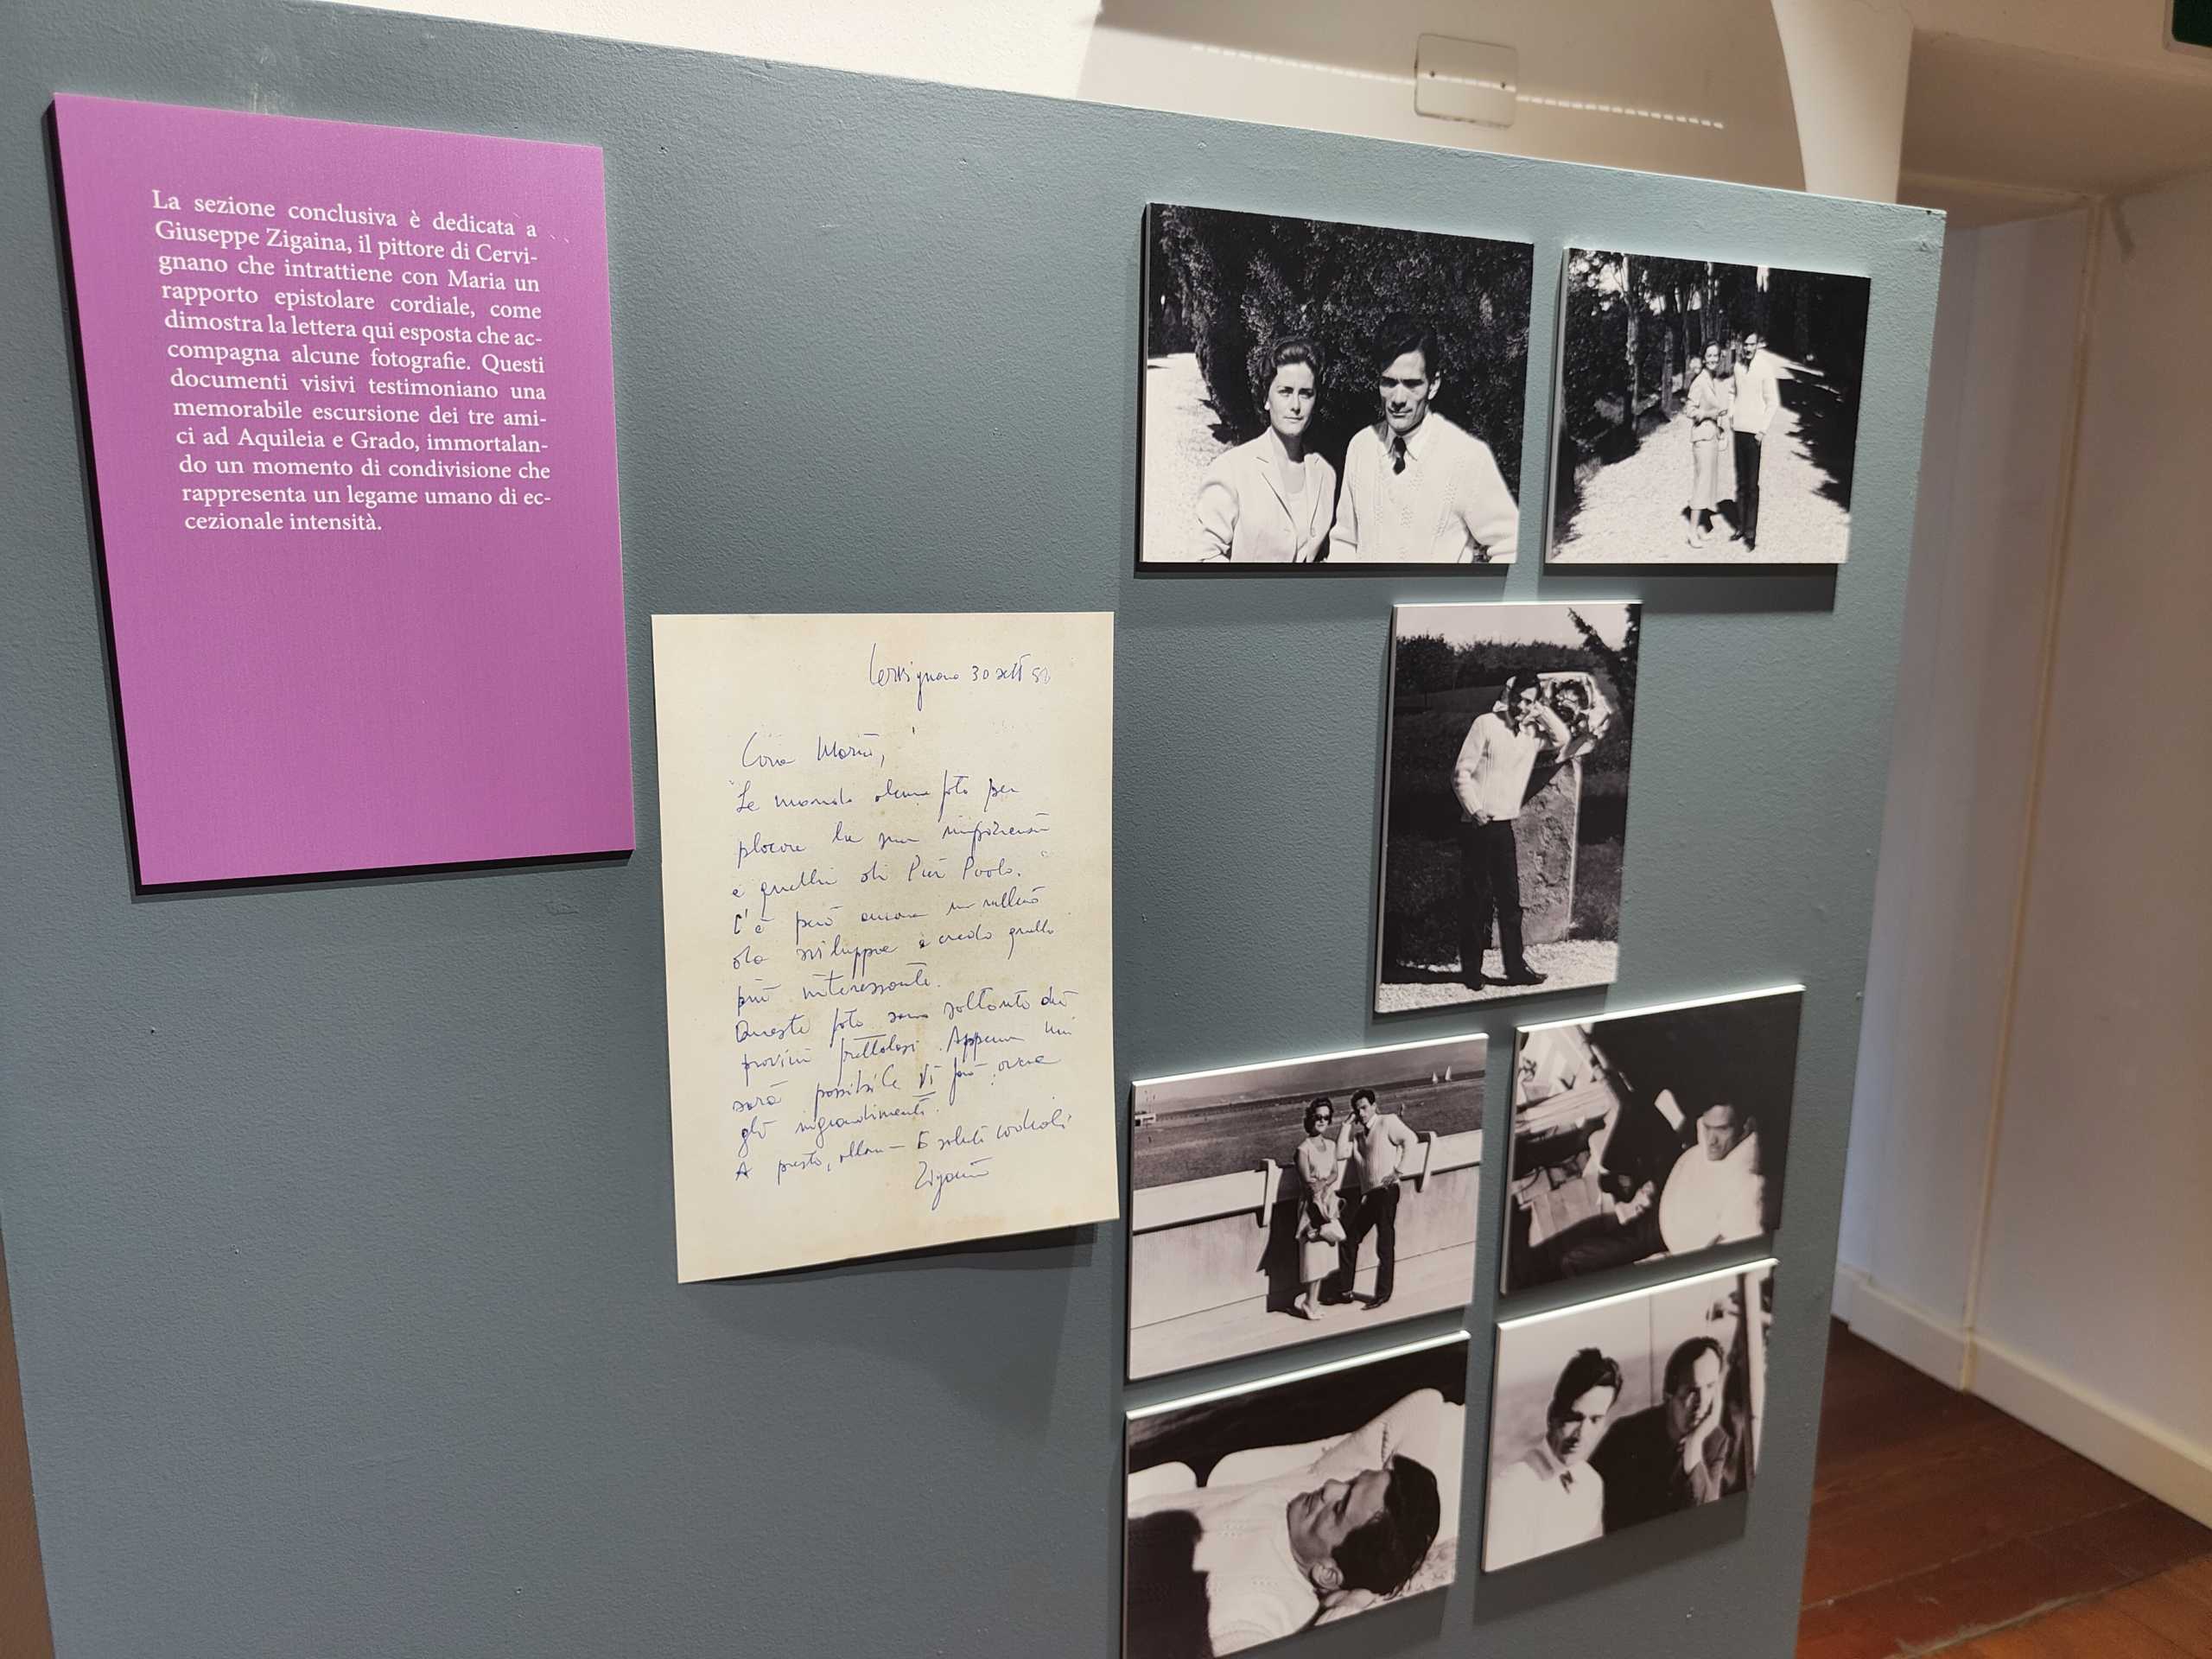 La sezione conclusiva è dedicata a
Giuseppe Zigaina, il pittore di Cervi-
gnano che intrattiene con Maria un
rapporto epistolare cordiale, come
dimostra la lettera qui esposta che ac-
compagna alcune fotografie. Questi
documenti visivi testimoniano una
memorabile escursione dei tre ami-
ci ad Aquileia e Grado, immortalan-
do un momento di condivisione che
rappresenta un legame umano di ec-
cezionale intensità.
Cervignano 30 sett 58
Cara Maria,
Le mando alcune foto per
placare la sua impazienza
e quella di Pier Paolo.
C'è però ancora un rullino
da sviluppare e credo quello
più interessante.
Queste foto sono soltanto dei
provini frettolosi. Appena mi
sarà possibile Vi farò avere
gli ingrandimenti.
A presto, allora — E saluti cordiali
Zigaina